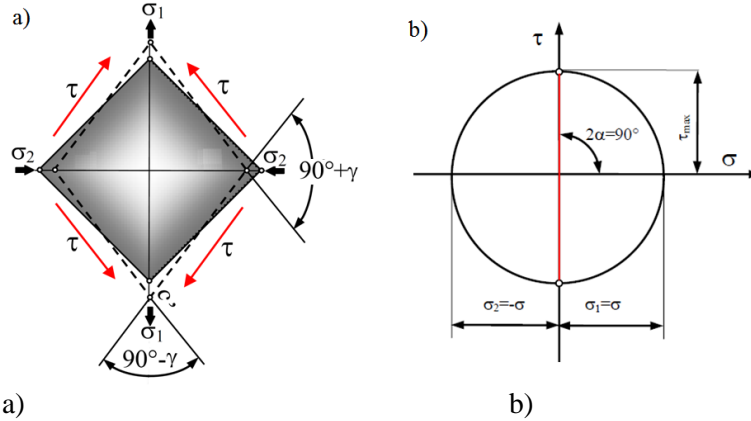 a)
σ1
τ
τ
σ2
σ2
90°+γ
τ
τ
c'
σ1
90°-γ
a)
b)
τ
2α=90°
τmax
σ
σ2=-σ
σ1=σ
b)